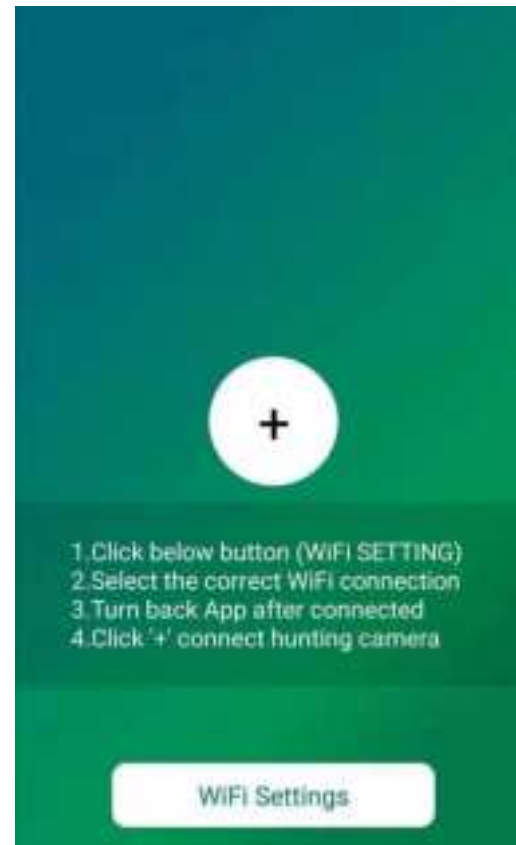 +
1.Click below button (WiFi SETTING)
2.Select the correct WiFi connection
3.Turn back App after connected
4.Click '+' connect hunting camera
WiFi Settings